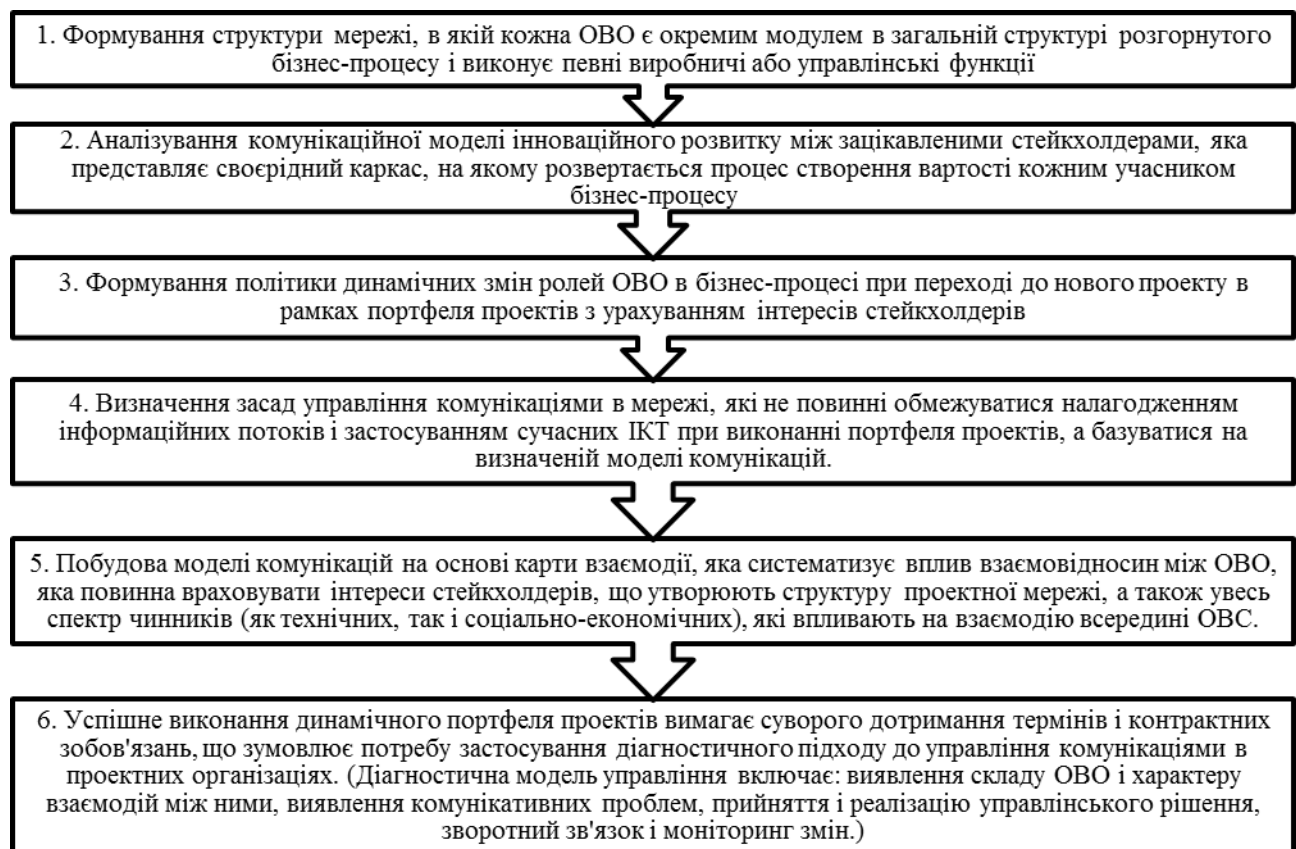 1. Формування структури мережі, в якій кожна ОВО є окремим модулем в загальній структурі розгорнутого
бізнес-процесу і виконує певні виробничі або управлінські функції
2. Аналізування комунікаційної моделі інноваційного розвитку між зацікавленими стейкхолдерами, яка
представляє своєрідний каркас, на якому розвертається процес створення вартості кожним учасником
бізнес-процесу
3. Формування політики динамічних змін ролей ОВО в бізнес-процесі при переході до нового проекту в
рамках портфеля проектів з урахуванням інтересів стейкхолдерів
4. Визначення засад управління комунікаціями в мережі, які не повинні обмежуватися налагодженням
інформаційних потоків і застосуванням сучасних ІКТ при виконанні портфеля проектів, а базуватися на
визначеній моделі комунікацій.
5. Побудова моделі комунікацій на основі карти взаємодії, яка систематизує вплив взаємовідносин між ОВО,
яка повинна враховувати інтереси стейкхолдерів, що утворюють структуру проектної мережі, а також увесь
спектр чинників (як технічних, так і соціально-економічних), які впливають на взаємодію всередині ОВС.
6. Успішне виконання динамічного портфеля проектів вимагає суворого дотримання термінів і контрактних
зобов'язань, що зумовлює потребу застосування діагностичного підходу до управління комунікаціями в
проектних організаціях. (Діагностична модель управління включає: виявлення складу ОВО і характеру
взаємодій між ними, виявлення комунікативних проблем, прийняття і реалізацію управлінського рішення,
зворотний зв'язок і моніторинг змін.)